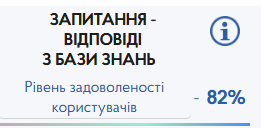 ЗАПИТАННЯ -
ВІДПОВІДІ
З БАЗИ ЗНАНЬ
Рівень задоволеності
користувачів
- 82%